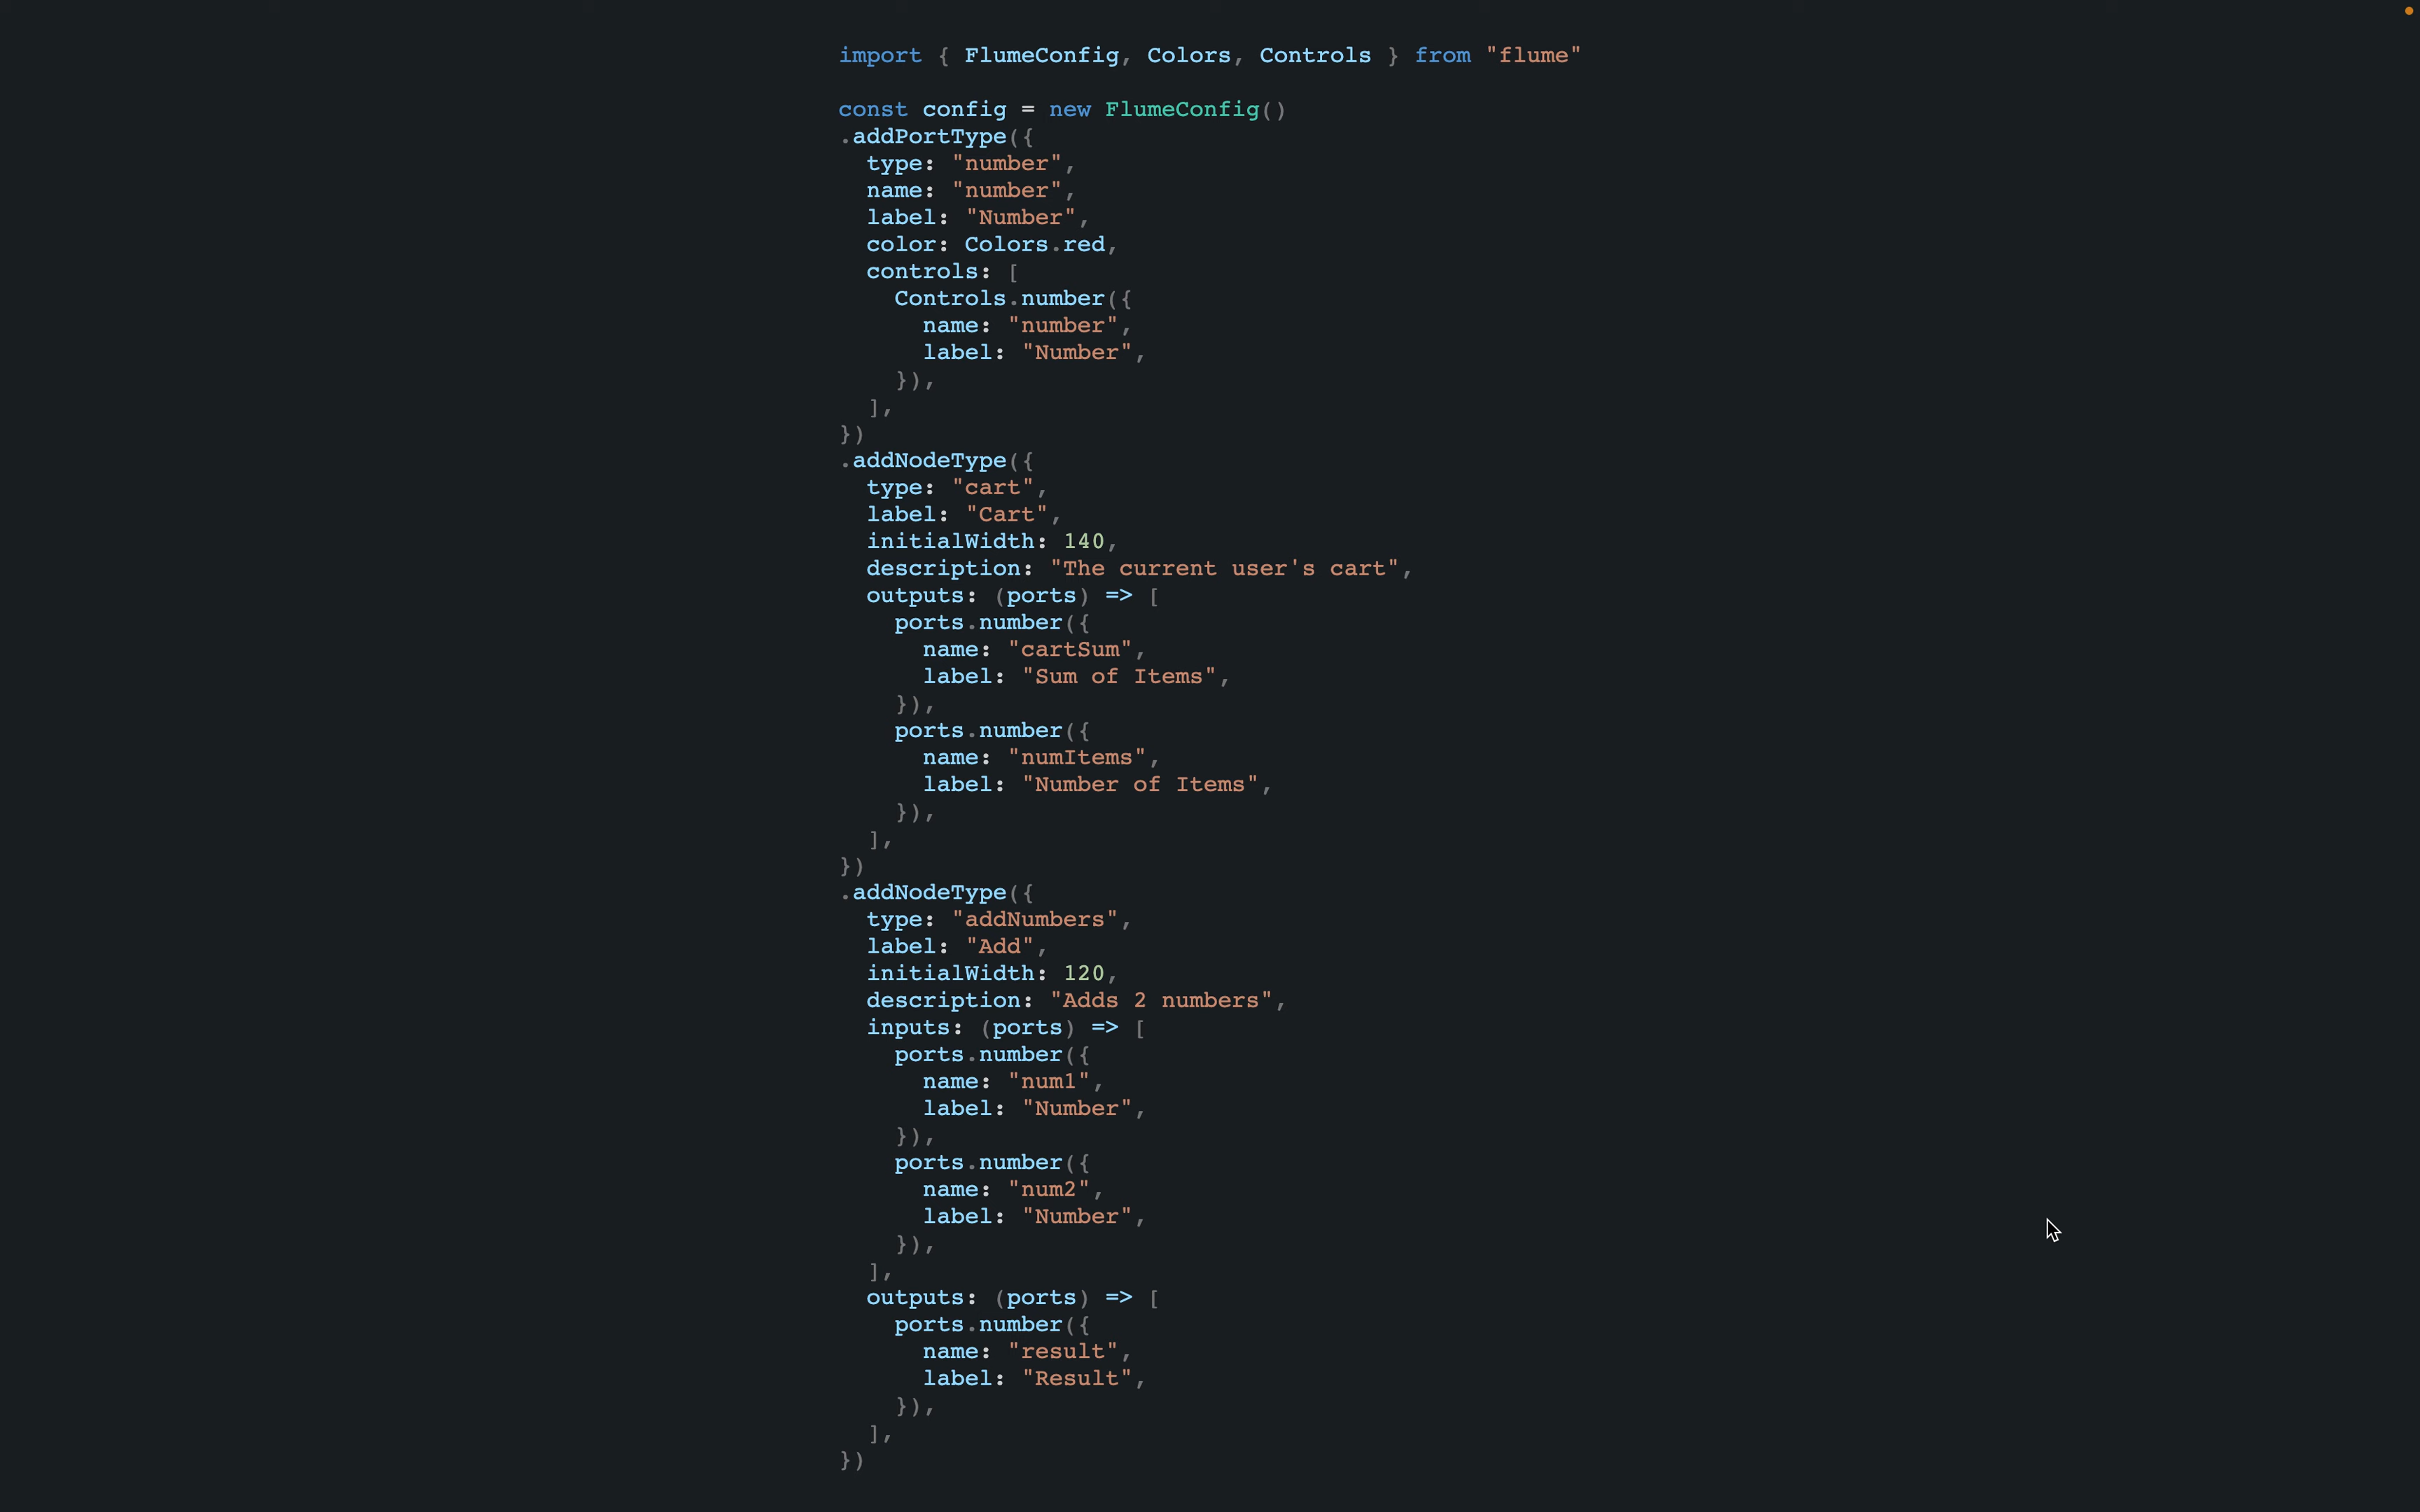 import { FlumeConfig, Colors, Controls } from "flume"

const config = new FlumeConfig()
.addPortType({
  type: "number",
  name: "number",
  label: "Number",
  color: Colors.red,
  controls: [
    Controls.number({
      name: "number",
      label: "Number",
    }),
  ],
})
.addNodeType({
  type: "cart",
  label: "Cart",
  initialWidth: 140,
  description: "The current user's cart",
  outputs: (ports) => [
    ports.number({
      name: "cartSum",
      label: "Sum of Items",
    }),
    ports.number({
      name: "numItems",
      label: "Number of Items",
    }),
  ],
})
.addNodeType({
  type: "addNumbers",
  label: "Add",
  initialWidth: 120,
  description: "Adds 2 numbers",
  inputs: (ports) => [
    ports.number({
      name: "num1",
      label: "Number",
    }),
    ports.number({
      name: "num2",
      label: "Number",
    }),
  ],
  outputs: (ports) => [
    ports.number({
      name: "result",
      label: "Result",
    }),
  ],
})